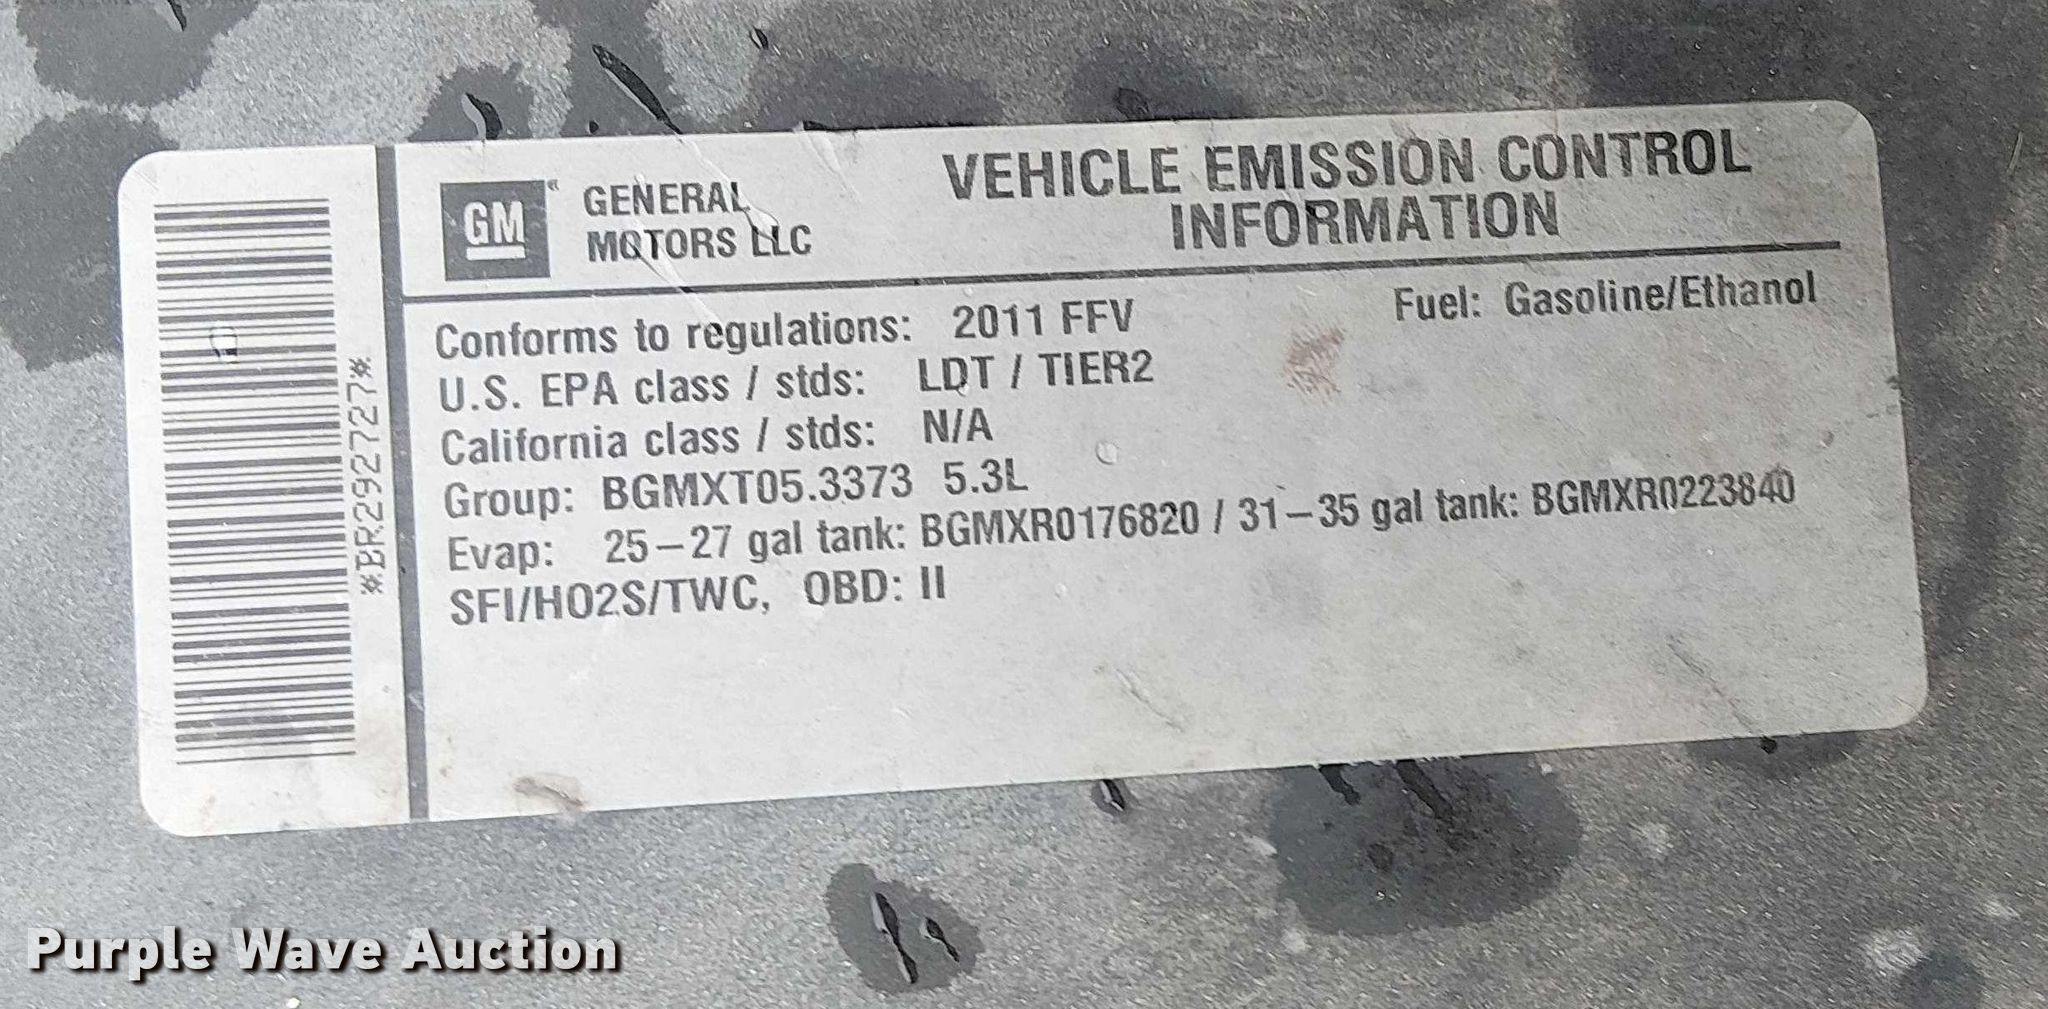 *BR292727*
GM
GENERAL
MOTORS LLC
VEHICLE EMISSION CONTROL
INFORMATION
Conforms to regulations: 2011 FFV
Fuel: Gasoline/Ethanol
U.S. EPA class / stds: LDT / TIER2
California class / stds: N/A
Group: BGMXT05.3373 5.3L
Evap: 25-27 gal tank: BGMXR0176820 / 31-35 gal tank: BGMXR0223840
SFI/HO2S/TWC, OBD: II
Purple Wave Auction